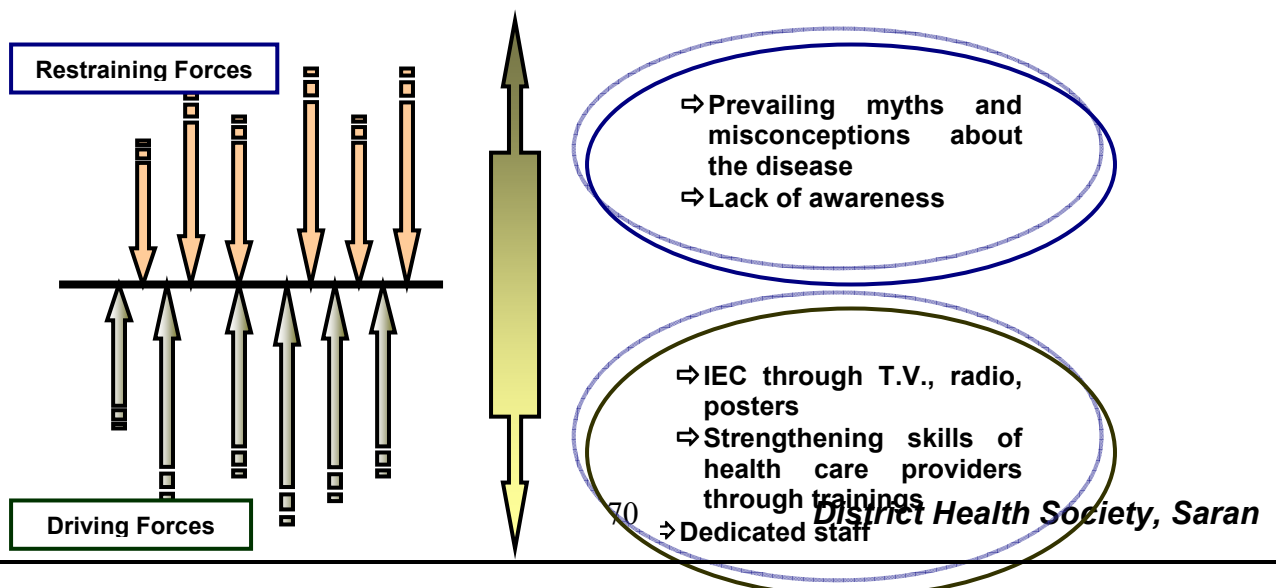 Restraining Forces
⇨Prevailing myths and
misconceptions about
the disease
⇨Lack of awareness
⇨IEC through T.V., radio,
posters
⇨Strengthening skills of
health care providers
through trainings
⇨Dedicated staff
Driving Forces
70
District Health Society, Saran